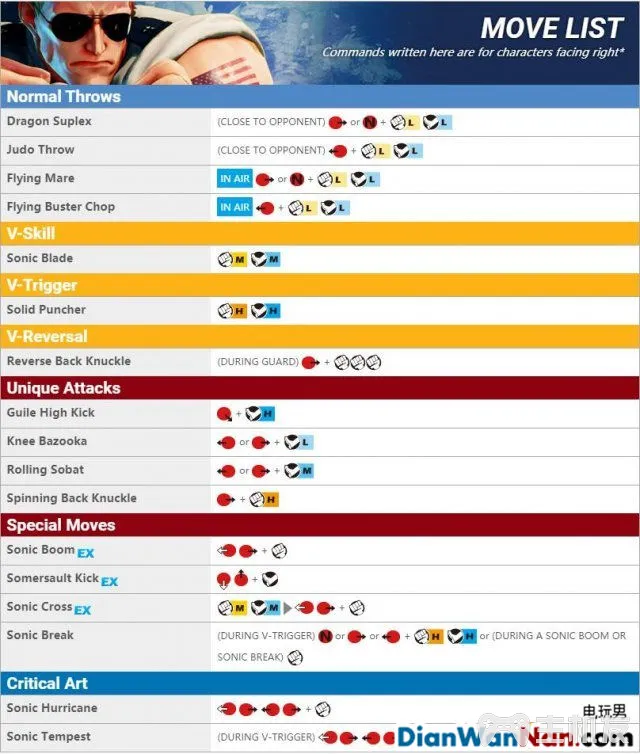 MOVE LIST
Commands written here are for characters facing right*
Normal Throws
Dragon Suplex (CLOSE TO OPPONENT) or N + L L
Judo Throw (CLOSE TO OPPONENT) + L L
Flying Mare IN AIR or N + L L
Flying Buster Chop IN AIR + L L
V-Skill
Sonic Blade M M
V-Trigger
Solid Puncher H H
V-Reversal
Reverse Back Knuckle (DURING GUARD) +
Unique Attacks
Guile High Kick + H
Knee Bazooka or + L
Rolling Sobat or + M
Spinning Back Knuckle + H
Special Moves
Sonic Boom EX +
Somersault Kick EX +
Sonic Cross EX M M +
Sonic Break (DURING V-TRIGGER) N or or + H H or (DURING A SONIC BOOM OR
SONIC BREAK)
Critical Art
Sonic Hurricane +
电玩男
Sonic Tempest (DURING V-TRIGGER)
DianWanNan.com